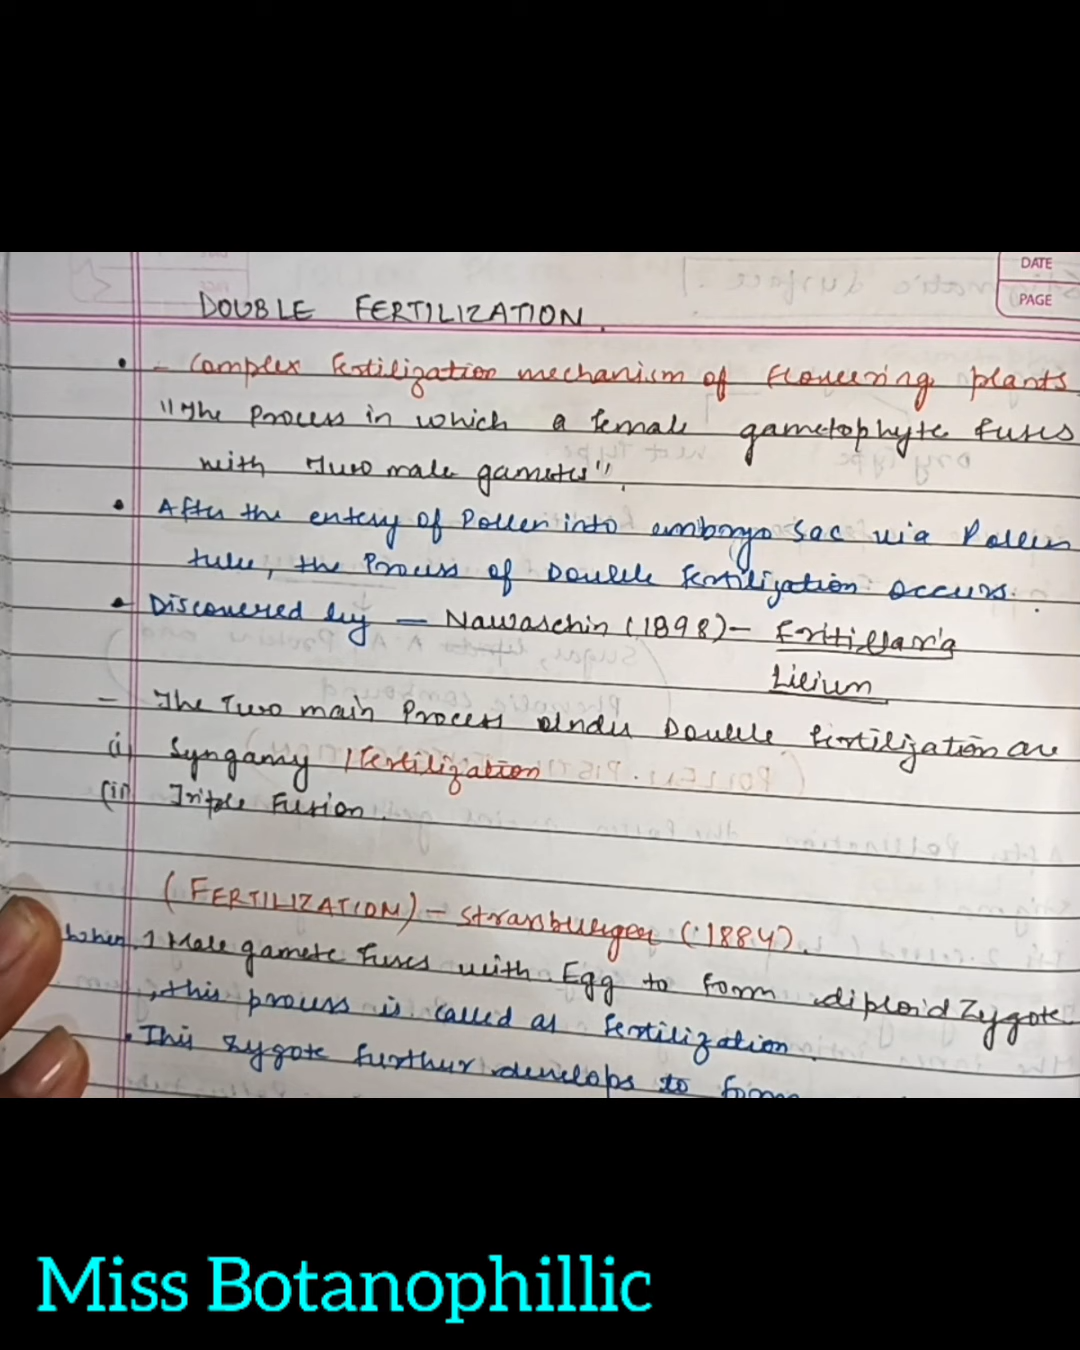 DATE
PAGE
DOUBLE FERTILIZATION.
• - Complex fertilization mechanism of flowering plants
"The process in which a female gametophyte fuses
with two male gametes".
• After the entery of Pollen into embryo sac via Pollen
tube, the Process of Double fertilization occurs.
• Discovered by - Nawaschin (1898) - Fritillaria
Lilium
- The Two main Process under Double fertilization are
(i) Syngamy / Fertilization
(ii) Triple Fusion.
(FERTILIZATION) - Strasburger (1884).
When 1 Male gamete fuses with Egg to form diploid Zygote
, this process is called as fertilization.
. This zygote further develops to form
Miss Botanophillic